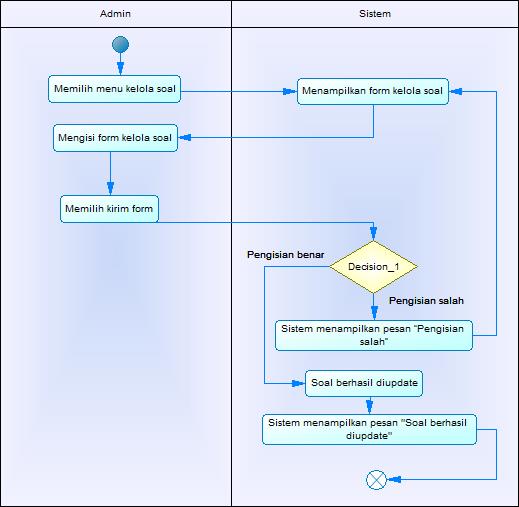 Admin
Sistem
Memilih menu kelola soal
Menampilkan form kelola soal
Mengisi form kelola soal
Memilih kirim form
Pengisian benar
Decision_1
Pengisian salah
Sistem menampilkan pesan "Pengisian
salah"
Soal berhasil diupdate
Sistem menampilkan pesan "Soal berhasil
diupdate"